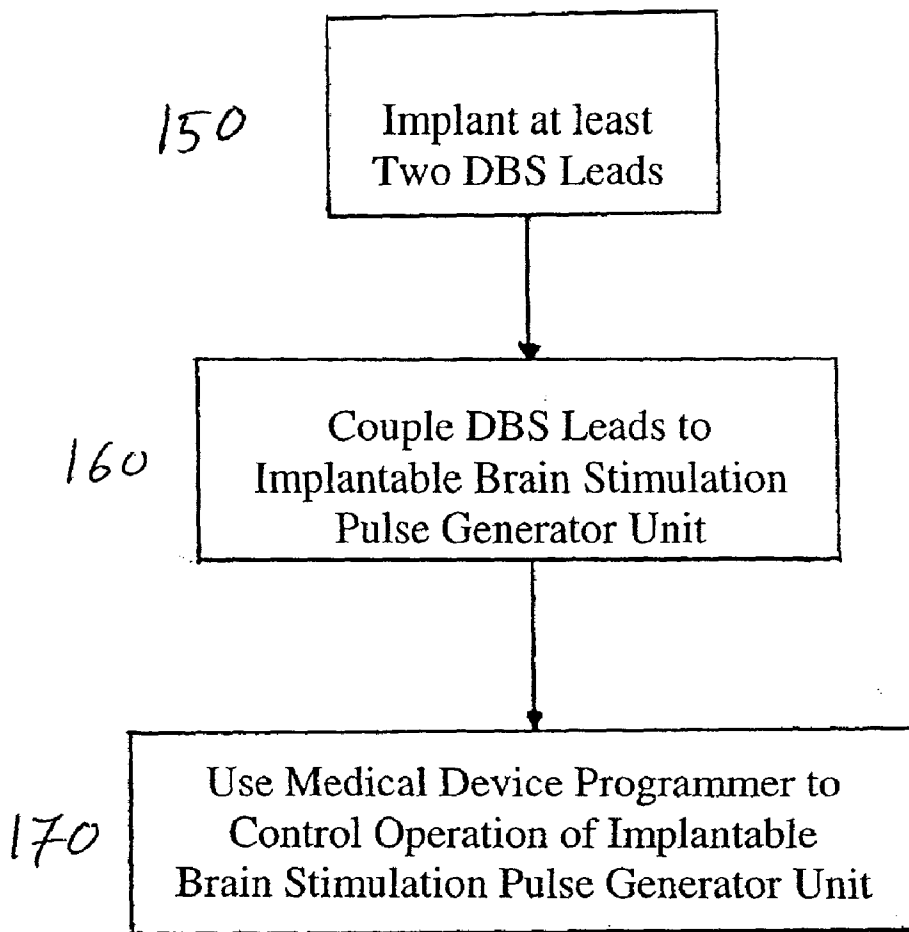 150
Implant at least
Two DBS Leads
160
Couple DBS Leads to
Implantable Brain Stimulation
Pulse Generator Unit
170
Use Medical Device Programmer to
Control Operation of Implantable
Brain Stimulation Pulse Generator Unit